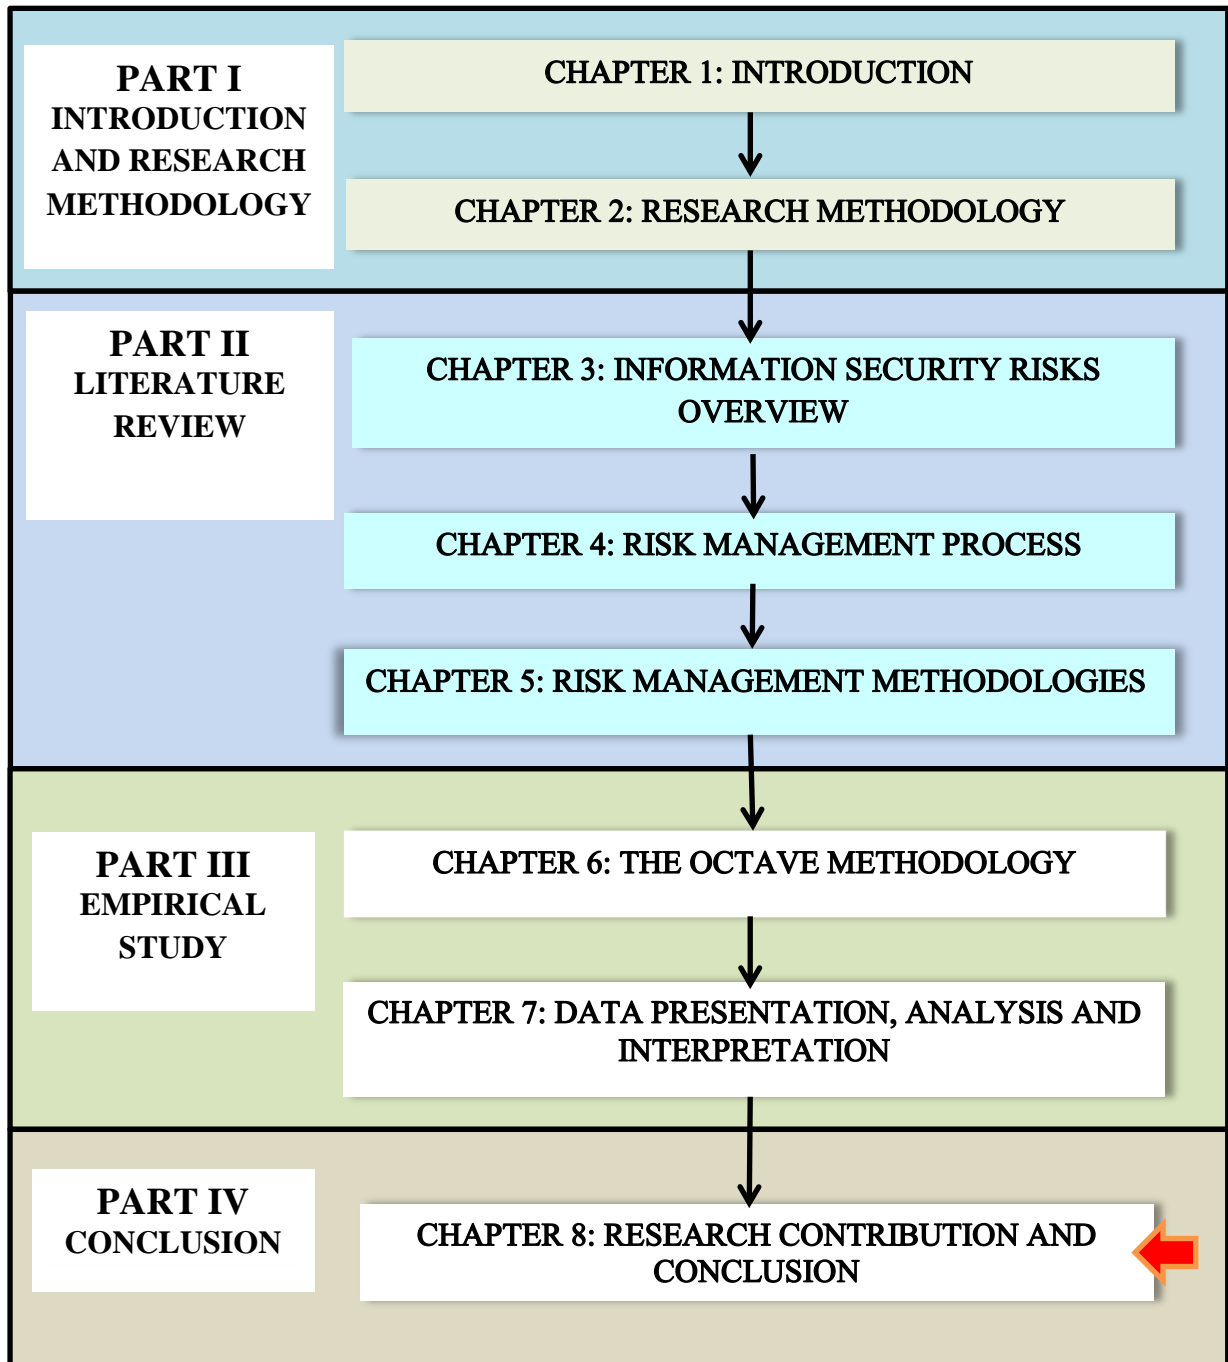 PART I
INTRODUCTION
AND RESEARCH
METHODOLOGY
CHAPTER 1: INTRODUCTION
CHAPTER 2: RESEARCH METHODOLOGY
PART II
LITERATURE
REVIEW
CHAPTER 3: INFORMATION SECURITY RISKS
OVERVIEW
CHAPTER 4: RISK MANAGEMENT PROCESS
CHAPTER 5: RISK MANAGEMENT METHODOLOGIES
PART III
EMPIRICAL
STUDY
CHAPTER 6: THE OCTAVE METHODOLOGY
CHAPTER 7: DATA PRESENTATION, ANALYSIS AND
INTERPRETATION
PART IV
CONCLUSION
CHAPTER 8: RESEARCH CONTRIBUTION AND
CONCLUSION